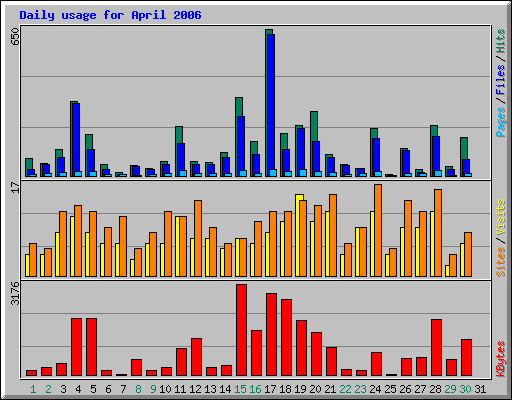 Daily usage for April 2006
650
Pages / Files / Hits
17
Sites / Visits
3176
KBytes
1 2 3 4 5 6 7 8 9 10 11 12 13 14 15 16 17 18 19 20 21 22 23 24 25 26 27 28 29 30 31